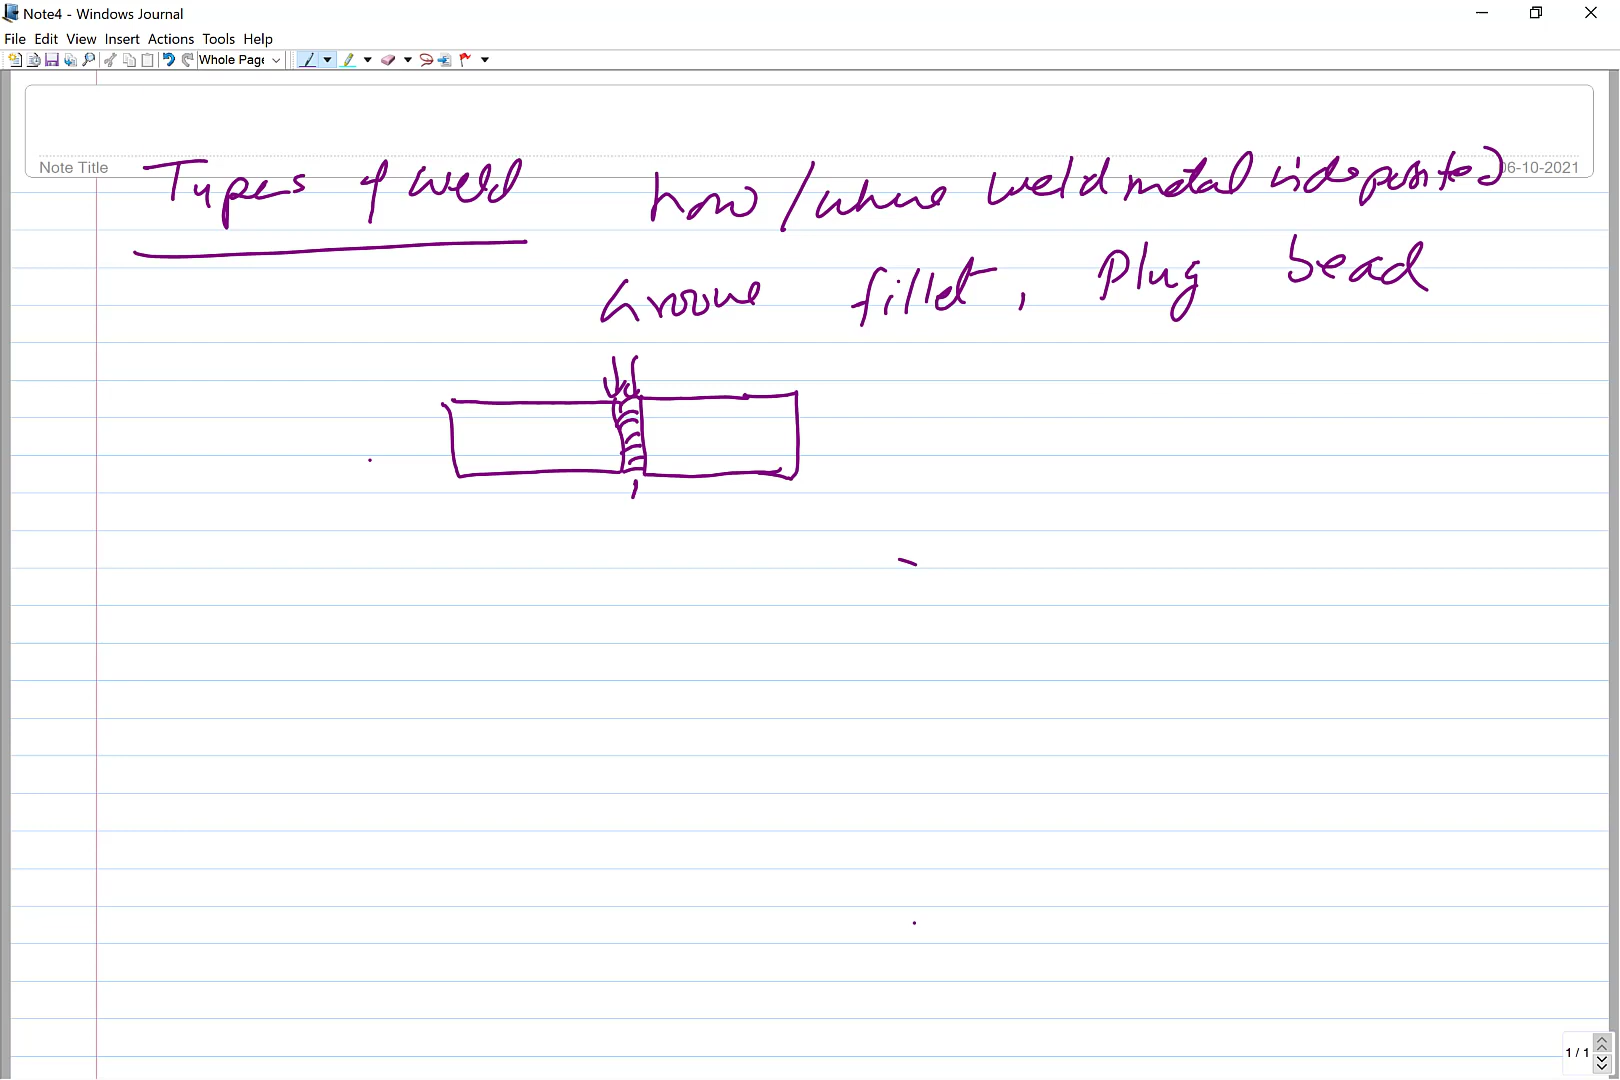 Note4 - Windows Journal
File Edit View Insert Actions Tools Help
Whole Page
Note Title
06-10-2021
Types of weld how / where weld metal is deposited
Groove fillet, Plug bead
1 / 1